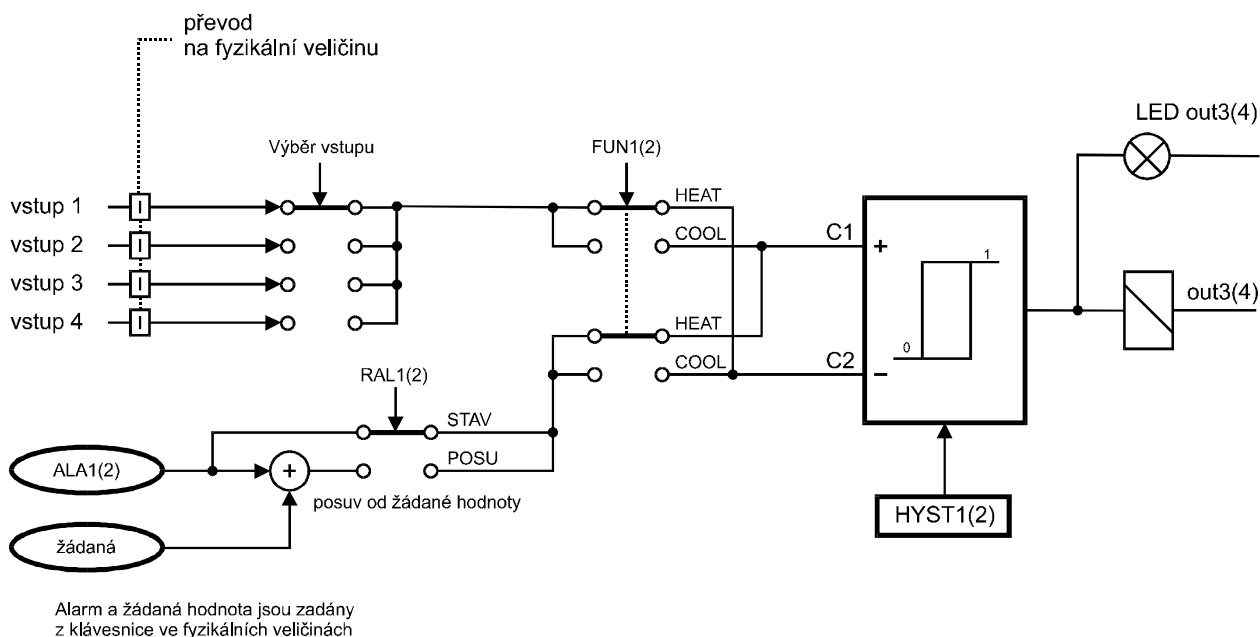 převod
na fyzikální veličinu
LED out3(4)
Výběr vstupu
FUN1(2)
vstup 1
I
HEAT
vstup 2
I
COOL
C1
+
vstup 3
I
1
out3(4)
vstup 4
I
HEAT
0
COOL
C2
−
RAL1(2)
STAV
ALA1(2)
+
POSU
posuv od žádané hodnoty
HYST1(2)
žádaná
Alarm a žádaná hodnota jsou zadány
z klávesnice ve fyzikálních veličinách